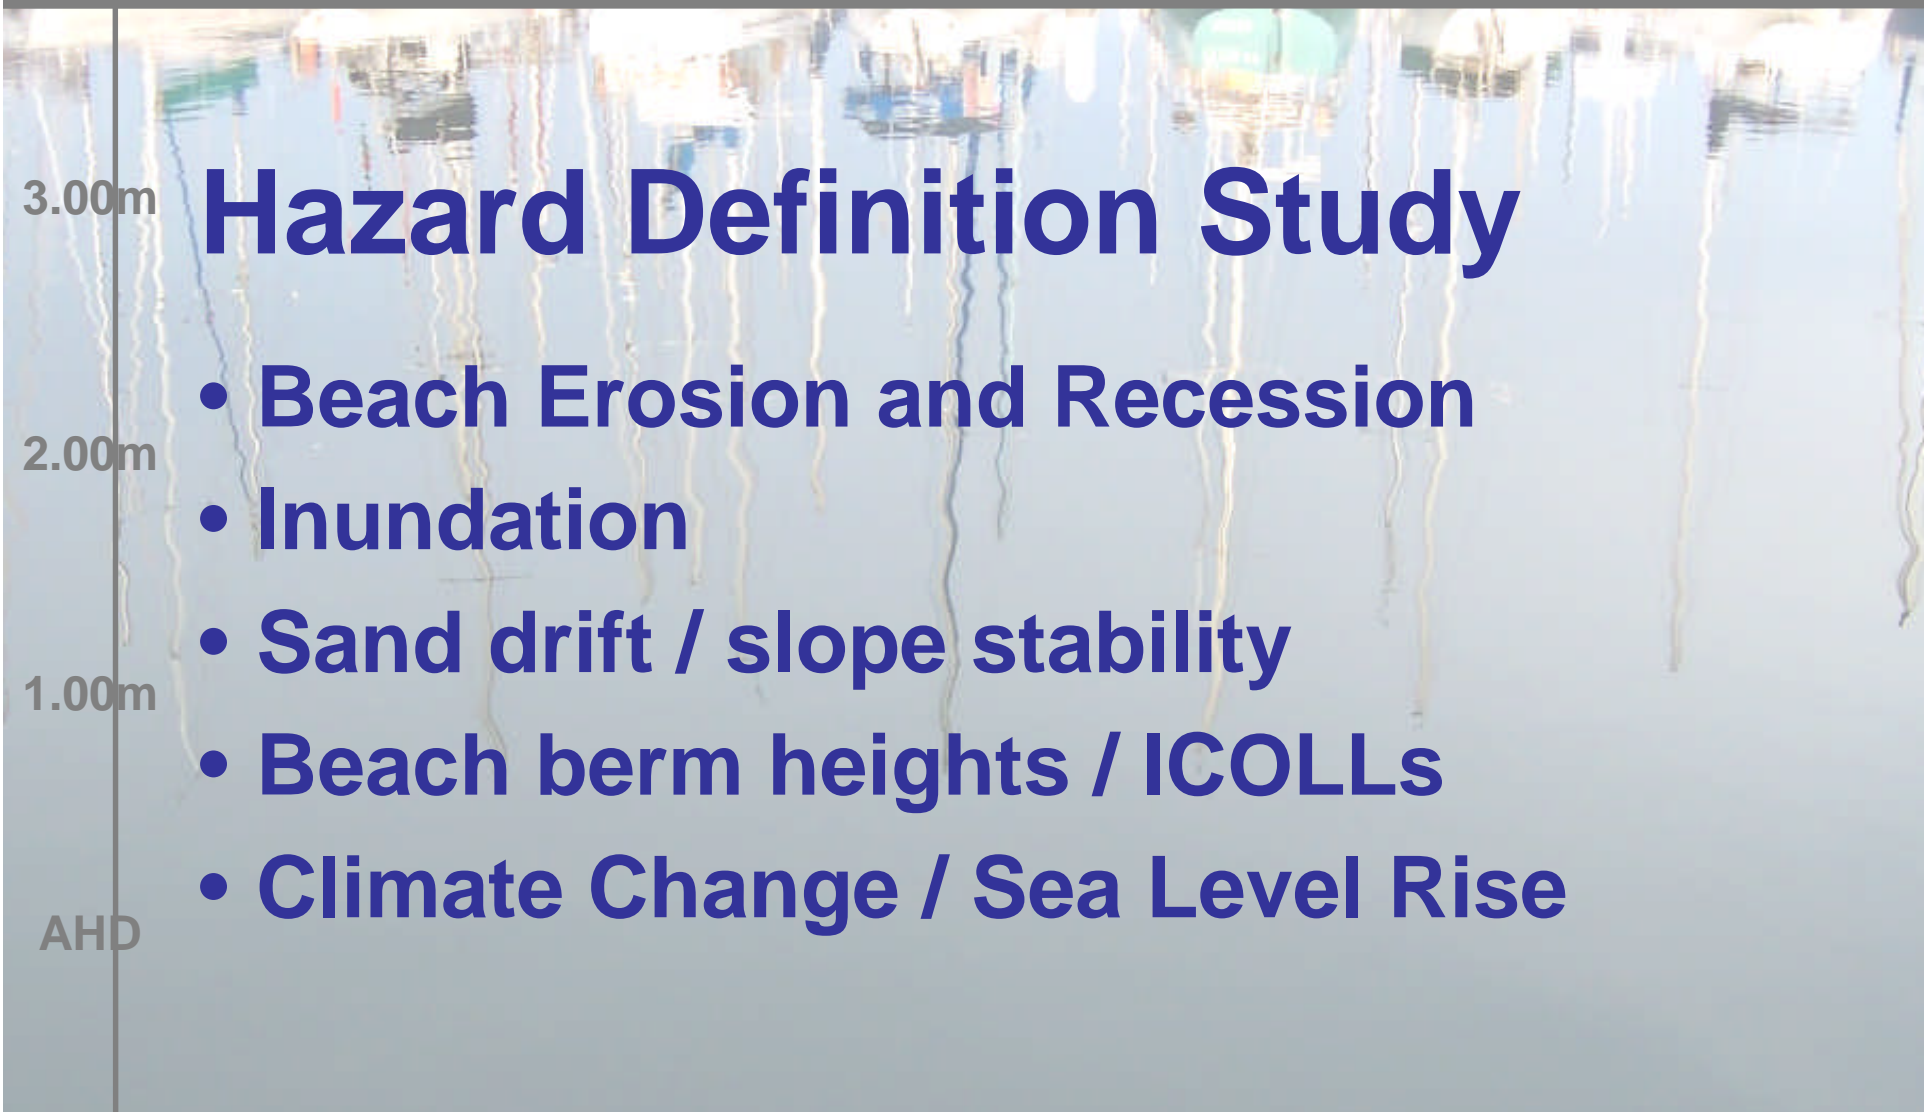 3.00m
Hazard Definition Study
• Beach Erosion and Recession
2.00m
• Inundation
• Sand drift / slope stability
1.00m
• Beach berm heights / ICOLLs
• Climate Change / Sea Level Rise
AHD